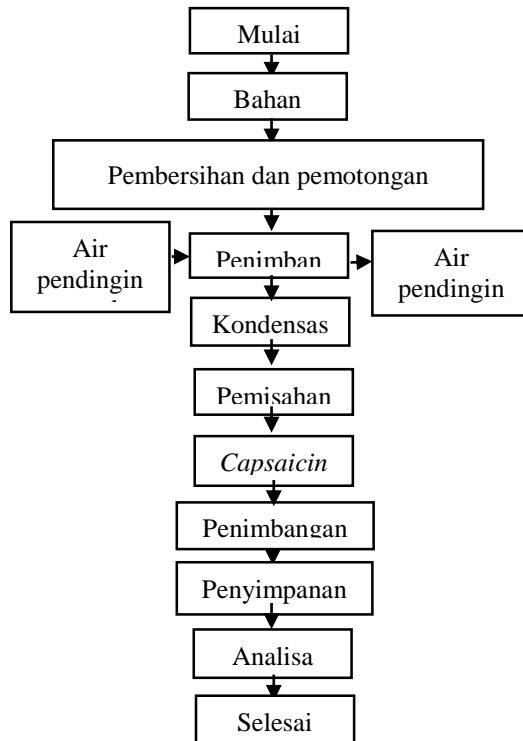 Mulai
Bahan
Pembersihan dan pemotongan
Air
pendingin
Penimban
Air
pendingin
Kondensas
Pemisahan
Capsaicin
Penimbangan
Penyimpanan
Analisa
Selesai